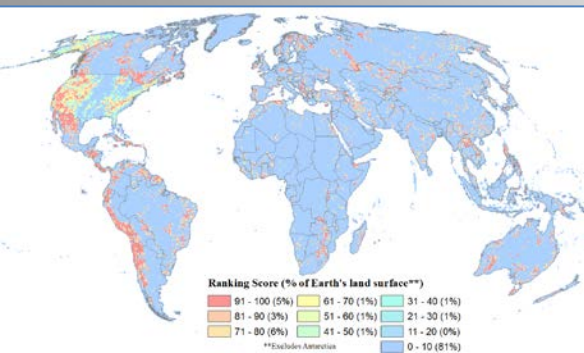 Ranking Score (% of Earth's land surface**)
91 - 100 (5%) 61 - 70 (1%) 31 - 40 (1%)
81 - 90 (3%) 51 - 60 (1%) 21 - 30 (1%)
71 - 80 (6%) 41 - 50 (1%) 11 - 20 (0%)
**Excludes Antarctica 0 - 10 (81%)